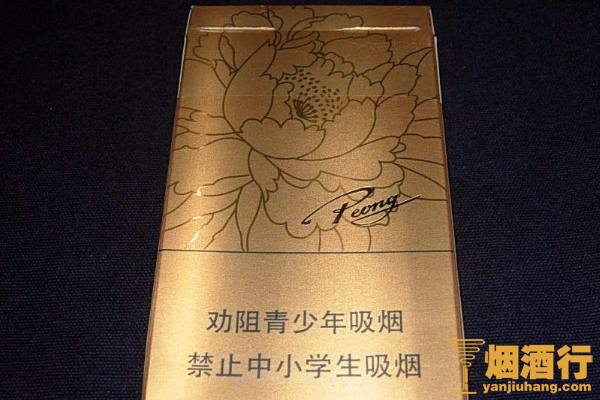 Peony
劝阻青少年吸烟
禁止中小学生吸烟
烟酒行
yanjiuhang.com